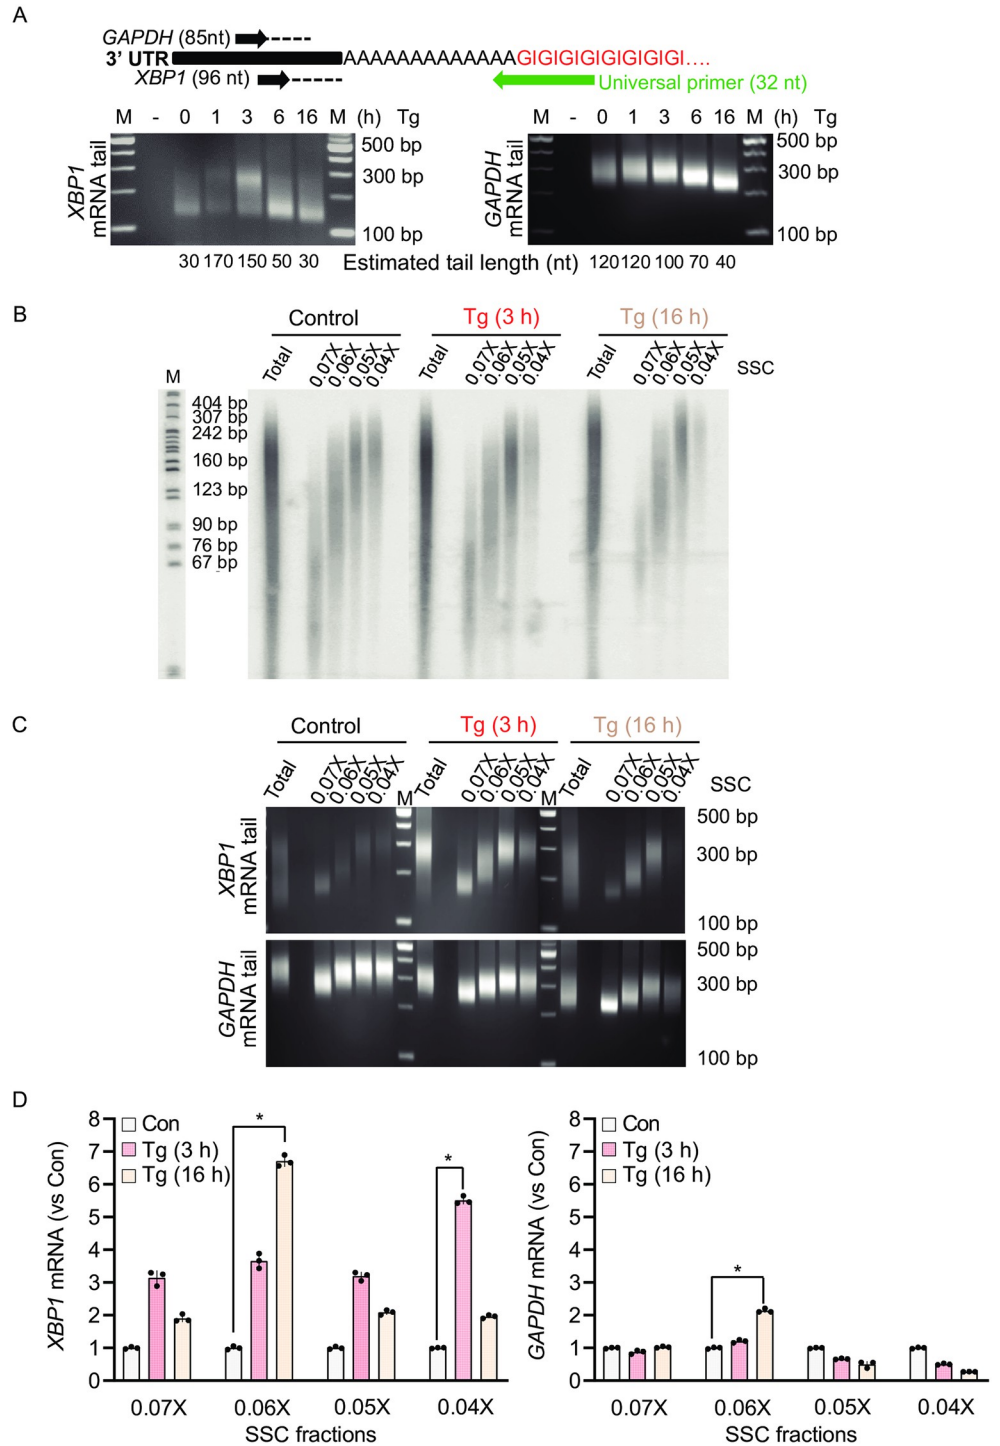 A
GAPDH (85nt)
3' UTR AAAAAAAAAAAAAGIGIGIGIGIGIGIGI....
XBP1 (96 nt) Universal primer (32 nt)
M - 0 1 3 6 16 M (h) Tg
XBP1
mRNA tail
500 bp
300 bp
100 bp
M - 0 1 3 6 16 M (h) Tg
GAPDH
mRNA tail
500 bp
300 bp
100 bp
30 170 150 50 30 Estimated tail length (nt) 120 120 100 70 40
B
Control Tg (3 h) Tg (16 h)
Total 0.07X 0.06X 0.05X 0.04X Total 0.07X 0.06X 0.05X 0.04X Total 0.07X 0.06X 0.05X 0.04X SSC
M
404 bp
307 bp
242 bp
160 bp
123 bp
90 bp
76 bp
67 bp
C
Control Tg (3 h) Tg (16 h)
Total 0.07X 0.06X 0.05X 0.04X M Total 0.07X 0.06X 0.05X 0.04X M Total 0.07X 0.06X 0.05X 0.04X SSC
XBP1
mRNA tail
500 bp
300 bp
100 bp
GAPDH
mRNA tail
500 bp
300 bp
100 bp
D
XBP1 mRNA (vs Con)
8
7
6
5
4
3
2
1
0
Con
Tg (3 h)
Tg (16 h)
*
*
0.07X 0.06X 0.05X 0.04X
SSC fractions
GAPDH mRNA (vs Con)
8
7
6
5
4
3
2
1
0
Con
Tg (3 h)
Tg (16 h)
*
0.07X 0.06X 0.05X 0.04X
SSC fractions